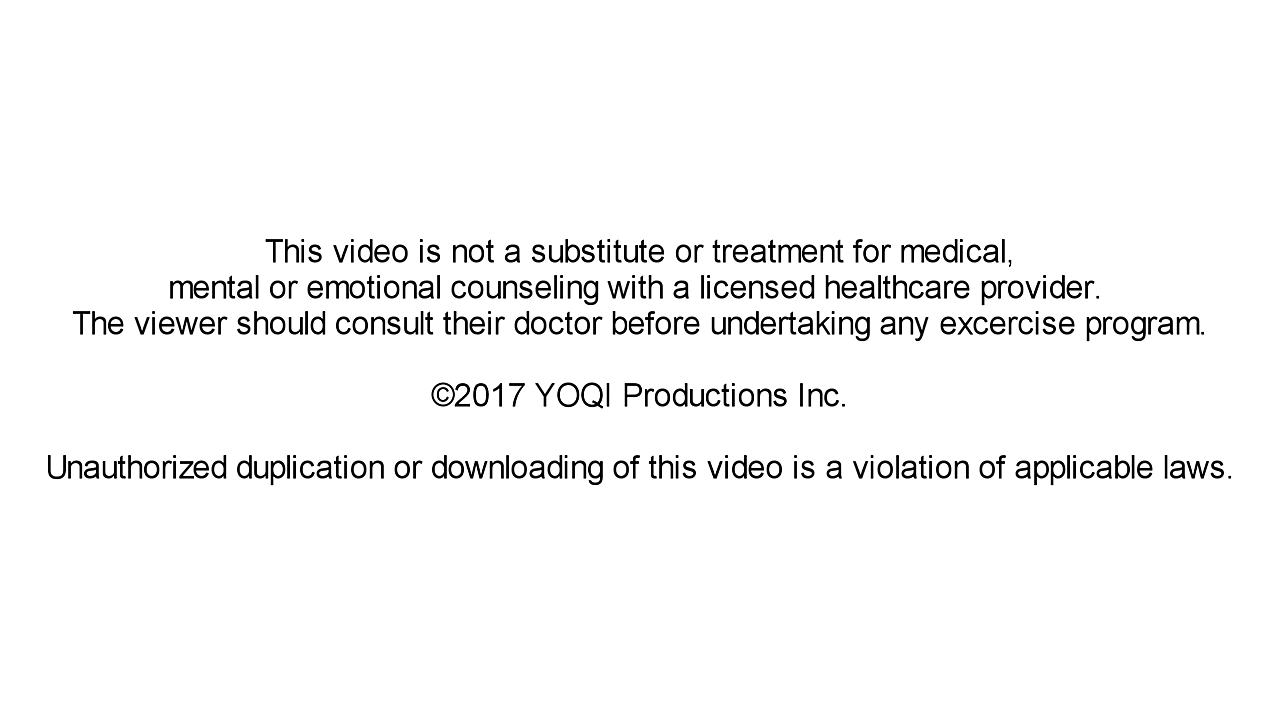 This video is not a substitute or treatment for medical,
mental or emotional counseling with a licensed healthcare provider.
The viewer should consult their doctor before undertaking any excercise program.
©2017 YOQI Productions Inc.
Unauthorized duplication or downloading of this video is a violation of applicable laws.